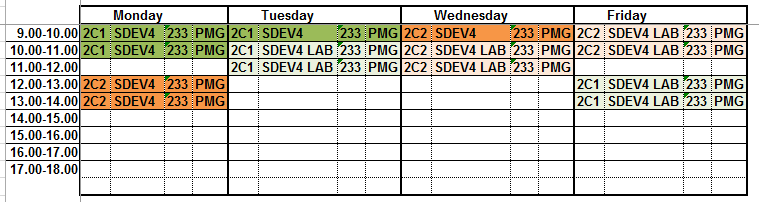 Monday Tuesday Wednesday Friday
9.00-10.00 2C1 SDEV4 233 PMG 2C1 SDEV4 233 PMG 2C2 SDEV4 233 PMG 2C2 SDEV4 LAB 233 PMG
10.00-11.00 2C1 SDEV4 233 PMG 2C1 SDEV4 LAB 233 PMG 2C2 SDEV4 LAB 233 PMG 2C2 SDEV4 LAB 233 PMG
11.00-12.00 2C1 SDEV4 LAB 233 PMG 2C2 SDEV4 LAB 233 PMG
12.00-13.00 2C2 SDEV4 233 PMG 2C1 SDEV4 LAB 233 PMG
13.00-14.00 2C2 SDEV4 233 PMG 2C1 SDEV4 LAB 233 PMG
14.00-15.00
15.00-16.00
16.00-17.00
17.00-18.00